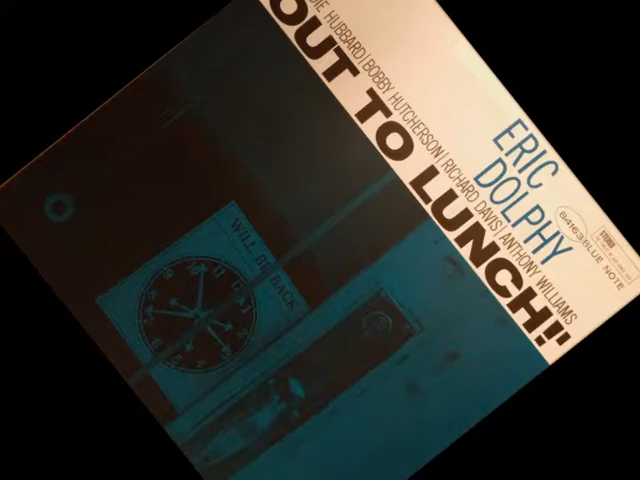 DIE HUBBARD|BOBBY HUTCHERSON|RICHARD DAVIS|ANTHONY WILLIAMS
OUT TO LUNCH!"
ERIC
DOLPHY
84163 BLUE NOTE
STEREO
WILL BE BACK